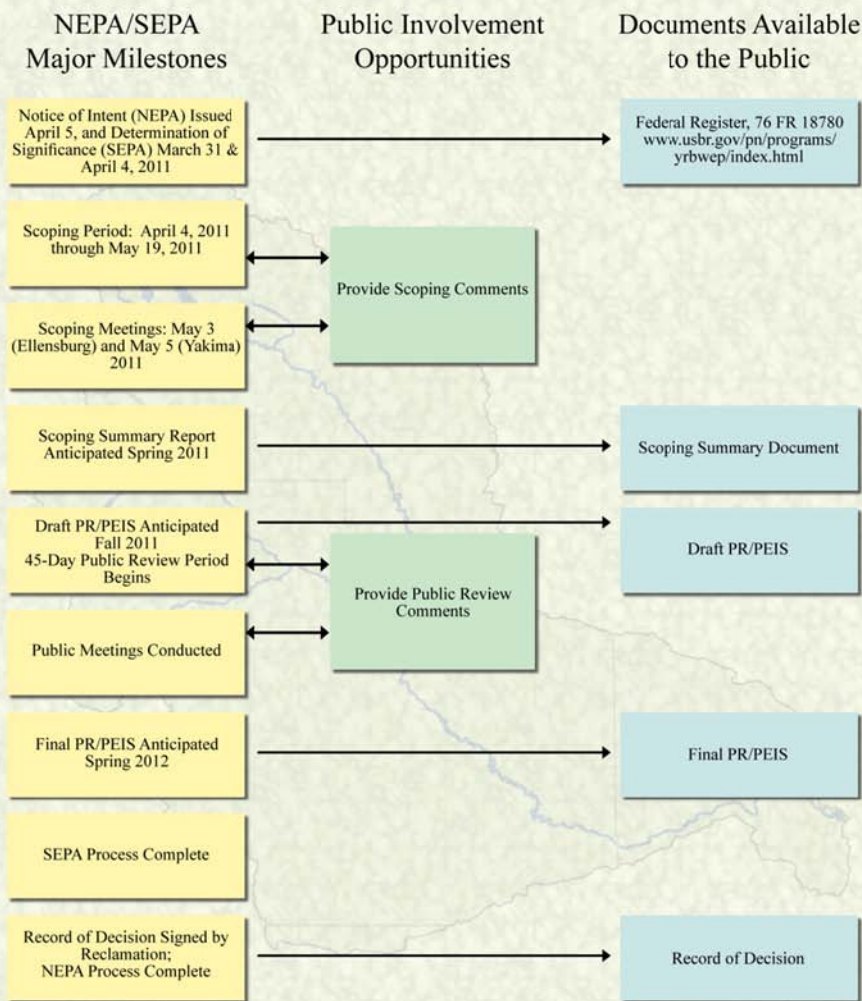 NEPA/SEPA
Major Milestones
Public Involvement
Opportunities
Documents Available
to the Public
Notice of Intent (NEPA) Issued
April 5, and Determination of
Significance (SEPA) March 31 &
April 4, 2011
Federal Register, 76 FR 18780
www.usbr.gov/pn/programs/
yrbwep/index.html
Scoping Period: April 4, 2011
through May 19, 2011
Provide Scoping Comments
Scoping Meetings: May 3
(Ellensburg) and May 5 (Yakima)
2011
Scoping Summary Report
Anticipated Spring 2011
Scoping Summary Document
Draft PR/PEIS Anticipated
Fall 2011
45-Day Public Review Period
Begins
Draft PR/PEIS
Provide Public Review
Comments
Public Meetings Conducted
Final PR/PEIS Anticipated
Spring 2012
Final PR/PEIS
SEPA Process Complete
Record of Decision Signed by
Reclamation;
NEPA Process Complete
Record of Decision